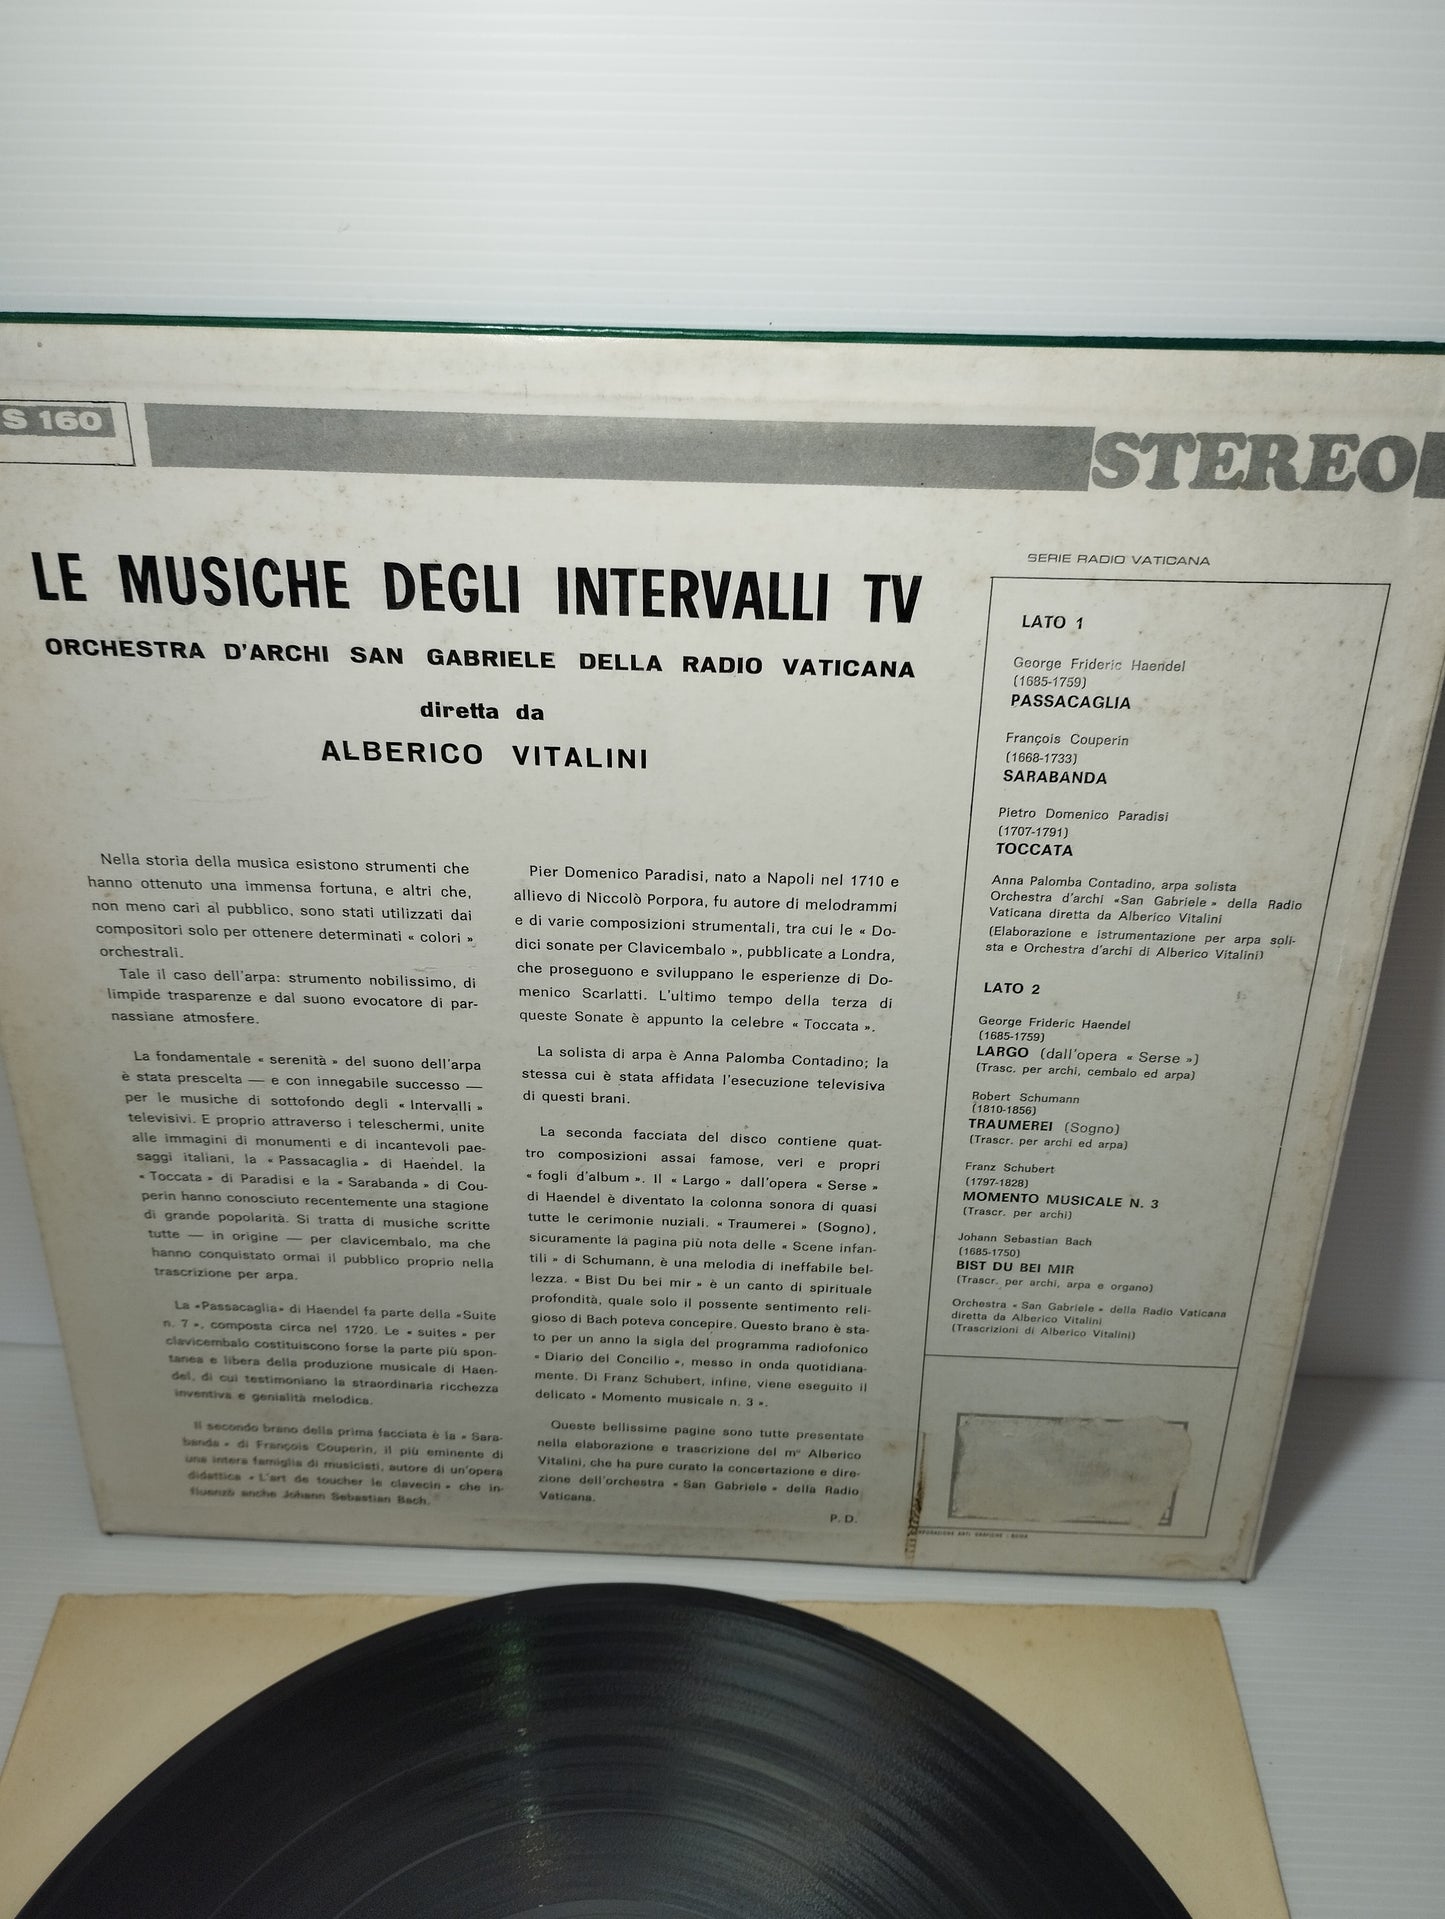 S 160
STEREO
LE MUSICHE DEGLI INTERVALLI TV
ORCHESTRA D'ARCHI SAN GABRIELE DELLA RADIO VATICANA
diretta da
ALBERICO VITALINI
Nella storia della musica esistono strumenti che
hanno ottenuto una immensa fortuna, e altri che,
non meno cari al pubblico, sono stati utilizzati dai
compositori solo per ottenere determinati « colori »
orchestrali.
Tale il caso dell'arpa: strumento nobilissimo, di
limpide trasparenze e dal suono evocatore di par-
nassiane atmosfere.
La fondamentale « serenità » del suono dell'arpa
è stata prescelta — e con innegabile successo —
per le musiche di sottofondo degli « Intervalli »
televisivi. E proprio attraverso i teleschermi, unite
alle immagini di monumenti e di incantevoli pae-
saggi italiani, la « Passacaglia » di Haendel, la
« Toccata » di Paradisi e la « Sarabanda » di Cou-
perin hanno conosciuto recentemente una stagione
di grande popolarità. Si tratta di musiche scritte
tutte — in origine — per clavicembalo, ma che
hanno conquistato ormai il pubblico proprio nella
trascrizione per arpa.
La «Passacaglia» di Haendel fa parte della «Suite
n. 7 », composta circa nel 1720. Le « suites » per
clavicembalo costituiscono forse la parte più spon-
tanea e libera della produzione musicale di Haen-
del, di cui testimoniano la straordinaria ricchezza
inventiva e genialità melodica.
Il secondo brano della prima facciata è la « Sara-
banda » di François Couperin, il più eminente di
una intera famiglia di musicisti, autore di un'opera
didattica « L'art de toucher le clavecin » che in-
fluenzò anche Johann Sebastian Bach.
Pier Domenico Paradisi, nato a Napoli nel 1710 e
allievo di Niccolò Porpora, fu autore di melodrammi
e di varie composizioni strumentali, tra cui le « Do-
dici sonate per Clavicembalo », pubblicate a Londra,
che proseguono e sviluppano le esperienze di Do-
menico Scarlatti. L'ultimo tempo della terza di
queste Sonate è appunto la celebre « Toccata ».
La solista di arpa è Anna Palomba Contadino; la
stessa cui è stata affidata l'esecuzione televisiva
di questi brani.
La seconda facciata del disco contiene quat-
tro composizioni assai famose, veri e propri
« fogli d'album ». Il « Largo » dall'opera « Serse »
di Haendel è diventato la colonna sonora di quasi
tutte le cerimonie nuziali. « Traumerei » (Sogno),
sicuramente la pagina più nota delle « Scene infan-
tili » di Schumann, è una melodia di ineffabile bel-
lezza. « Bist Du bei mir » è un canto di spirituale
profondità, quale solo il possente sentimento reli-
gioso di Bach poteva concepire. Questo brano è sta-
to per un anno la sigla del programma radiofonico
« Diario del Concilio », messo in onda quotidiana-
mente. Di Franz Schubert, infine, viene eseguito il
delicato « Momento musicale n. 3 ».
Queste bellissime pagine sono tutte presentate
nella elaborazione e trascrizione del m° Alberico
Vitalini, che ha pure curato la concertazione e dire-
zione dell'orchestra « San Gabriele » della Radio
Vaticana.
P. D.
SERIE RADIO VATICANA
LATO 1
George Frideric Haendel
(1685-1759)
PASSACAGLIA
François Couperin
(1668-1733)
SARABANDA
Pietro Domenico Paradisi
(1707-1791)
TOCCATA
Anna Palomba Contadino, arpa solista
Orchestra d'archi «San Gabriele» della Radio
Vaticana diretta da Alberico Vitalini
(Elaborazione e istrumentazione per arpa soli-
sta e Orchestra d'archi di Alberico Vitalini)
LATO 2
George Frideric Haendel
(1685-1759)
LARGO (dall'opera « Serse »)
(Trasc. per archi, cembalo ed arpa)
Robert Schumann
(1810-1856)
TRAUMEREI (Sogno)
(Trascr. per archi ed arpa)
Franz Schubert
(1797-1828)
MOMENTO MUSICALE N. 3
(Trascr. per archi)
Johann Sebastian Bach
(1685-1750)
BIST DU BEI MIR
(Trascr. per archi, arpa e organo)
Orchestra « San Gabriele » della Radio Vaticana
diretta da Alberico Vitalini
(Trascrizioni di Alberico Vitalini)
ARTI GRAFICHE - ROMA